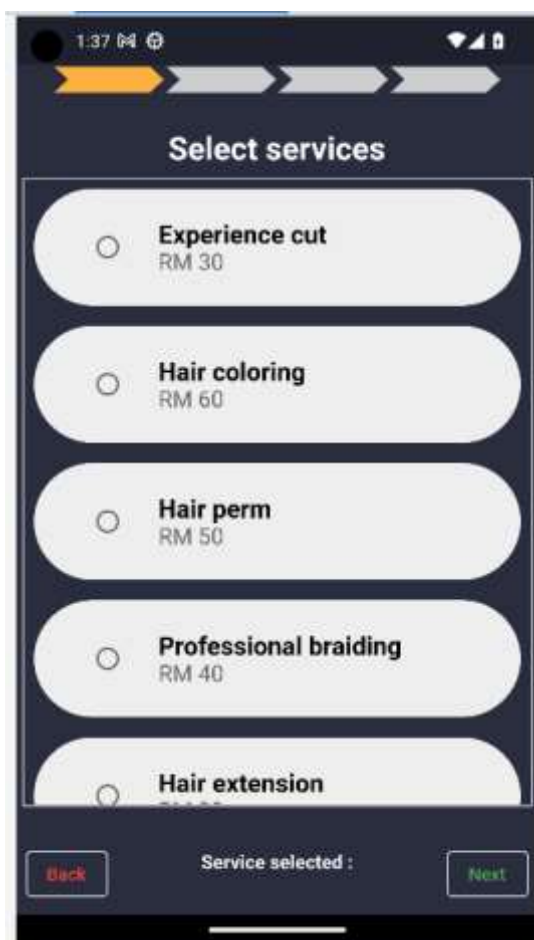 1:37
Select services
Experience cut
RM 30
Hair coloring
RM 60
Hair perm
RM 50
Professional braiding
RM 40
Hair extension
Back
Service selected :
Next